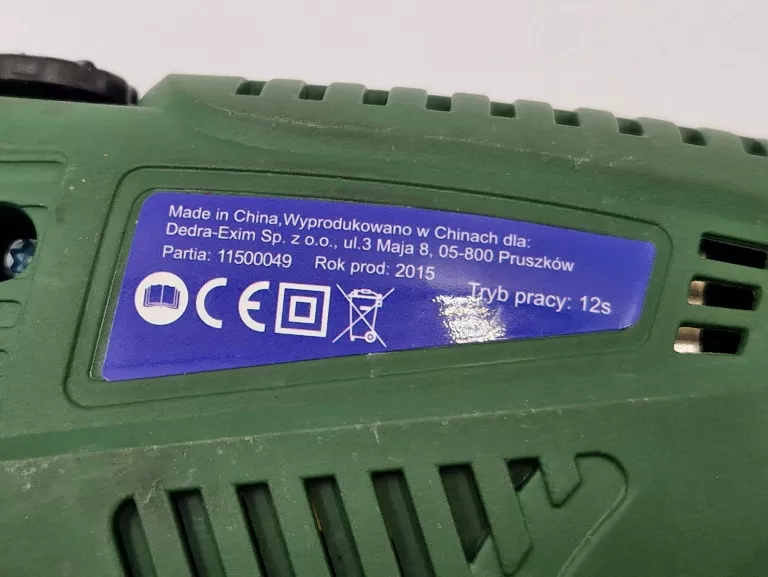 Made in China,Wyprodukowano w Chinach dla:
Dedra-Exim Sp. z o.o., ul.3 Maja 8, 05-800 Pruszków
Partia: 11500049 Rok prod: 2015
Tryb pracy: 12s
CE